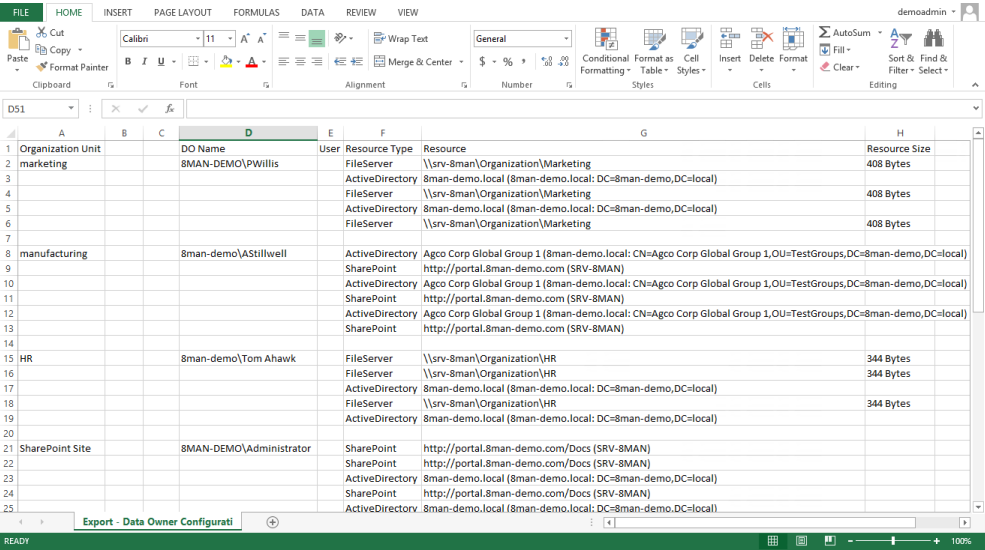 FILE HOME INSERT PAGE LAYOUT FORMULAS DATA REVIEW VIEW demoadmin
Paste Cut Copy Format Painter Clipboard
Calibri 11 A A B I U A Font
Wrap Text Merge & Center Alignment
General $ % , Number
Conditional Formatting Format as Table Cell Styles Styles
Insert Delete Format Cells
AutoSum Fill Clear Sort & Filter Find & Select Editing
D51 fx
A B C D E F G H
1 Organization Unit DO Name User Resource Type Resource Resource Size
2 marketing 8MAN-DEMO\PWillis FileServer \\srv-8man\Organization\Marketing 408 Bytes
3 ActiveDirectory 8man-demo.local (8man-demo.local: DC=8man-demo,DC=local)
4 FileServer \\srv-8man\Organization\Marketing 408 Bytes
5 ActiveDirectory 8man-demo.local (8man-demo.local: DC=8man-demo,DC=local)
6 FileServer \\srv-8man\Organization\Marketing 408 Bytes
7
8 manufacturing 8man-demo\AStillwell ActiveDirectory Agco Corp Global Group 1 (8man-demo.local: CN=Agco Corp Global Group 1,OU=TestGroups,DC=8man-demo,DC=local)
9 SharePoint http://portal.8man-demo.com (SRV-8MAN)
10 ActiveDirectory Agco Corp Global Group 1 (8man-demo.local: CN=Agco Corp Global Group 1,OU=TestGroups,DC=8man-demo,DC=local)
11 SharePoint http://portal.8man-demo.com (SRV-8MAN)
12 ActiveDirectory Agco Corp Global Group 1 (8man-demo.local: CN=Agco Corp Global Group 1,OU=TestGroups,DC=8man-demo,DC=local)
13 SharePoint http://portal.8man-demo.com (SRV-8MAN)
14
15 HR 8man-demo\Tom Ahawk FileServer \\srv-8man\Organization\HR 344 Bytes
16 FileServer \\srv-8man\Organization\HR 344 Bytes
17 ActiveDirectory 8man-demo.local (8man-demo.local: DC=8man-demo,DC=local)
18 FileServer \\srv-8man\Organization\HR 344 Bytes
19 ActiveDirectory 8man-demo.local (8man-demo.local: DC=8man-demo,DC=local)
20
21 SharePoint Site 8MAN-DEMO\Administrator SharePoint http://portal.8man-demo.com/Docs (SRV-8MAN)
22 SharePoint http://portal.8man-demo.com/Docs (SRV-8MAN)
23 ActiveDirectory 8man-demo.local (8man-demo.local: DC=8man-demo,DC=local)
24 SharePoint http://portal.8man-demo.com/Docs (SRV-8MAN)
25 ActiveDirectory 8man-demo.local (8man-demo.local: DC=8man-demo,DC=local)
Export - Data Owner Configurati
READY 100%